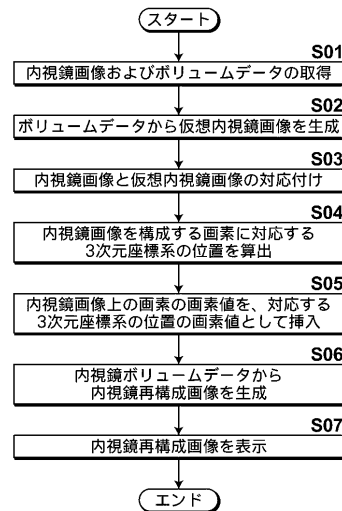 スタート
S01
内視鏡画像およびボリュームデータの取得
S02
ボリュームデータから仮想内視鏡画像を生成
S03
内視鏡画像と仮想内視鏡画像の対応付け
S04
内視鏡画像を構成する画素に対応する
3次元座標系の位置を算出
S05
内視鏡画像上の画素の画素値を、対応する
3次元座標系の位置の画素値として挿入
S06
内視鏡ボリュームデータから
内視鏡再構成画像を生成
S07
内視鏡再構成画像を表示
エンド